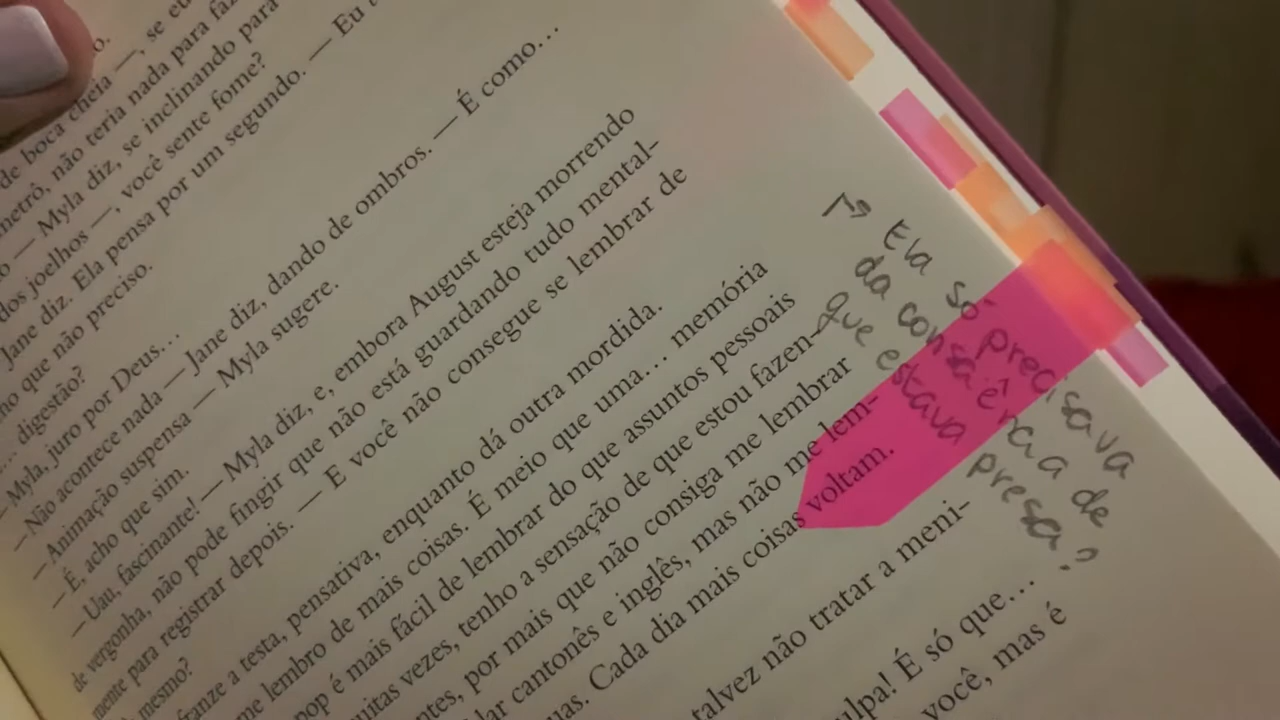 de boca cheia —, se eu
metrô, não teria nada para
— Myla diz, se inclinando para
dos joelhos —, você sente fome?
Jane diz. Ela pensa por um segundo. — Eu
que não preciso.
digestão?
— Myla, juro por Deus…
— Não acontece nada — Jane diz, dando de ombros. — É como…
— Animação suspensa — Myla sugere.
— É, acho que sim.
— Uau, fascinante! — Myla diz, e, embora August esteja morrendo
de vergonha, não pode fingir que não está guardando tudo mental-
mente para registrar depois. — E você não consegue se lembrar de
mesmo?
franze a testa, pensativa, enquanto dá outra mordida.
me lembro de mais coisas. É meio que uma… memória
pop é mais fácil de lembrar do que assuntos pessoais
uitas vezes, tenho a sensação de que estou fazen-
ntes, por mais que não consiga me lembrar
lar cantonês e inglês, mas não me lem-
uas. Cada dia mais coisas voltam.
talvez não tratar a meni-
ulpa! É só que…
você, mas é
Ela só precisava
da consciência de
que estava presa?